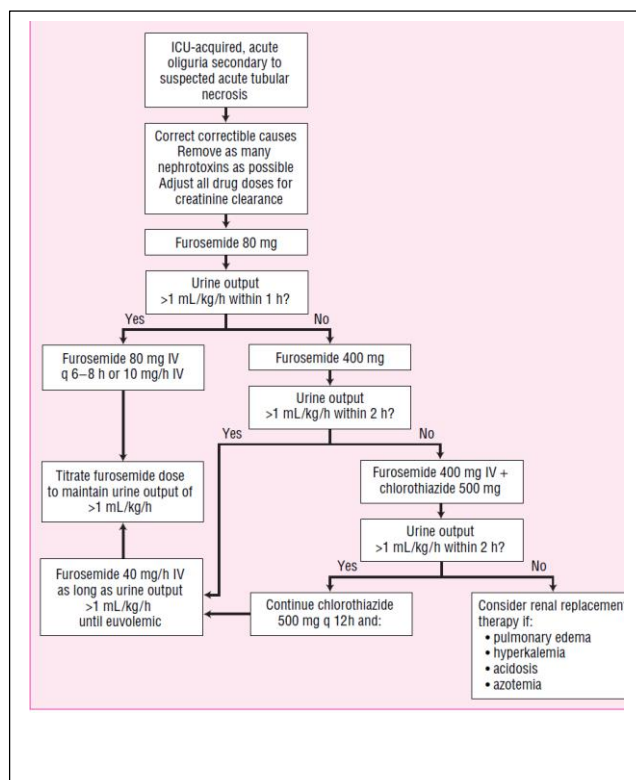 ICU-acquired, acute
oliguria secondary to
suspected acute tubular
necrosis
Correct correctible causes
Remove as many
nephrotoxins as possible
Adjust all drug doses for
creatinine clearance
Furosemide 80 mg
Urine output
>1 mL/kg/h within 1 h?
Yes
No
Furosemide 80 mg IV
q 6–8 h or 10 mg/h IV
Furosemide 400 mg
Urine output
>1 mL/kg/h within 2 h?
Yes
No
Titrate furosemide dose
to maintain urine output of
>1 mL/kg/h
Furosemide 400 mg IV +
chlorothiazide 500 mg
Urine output
>1 mL/kg/h within 2 h?
Yes
No
Furosemide 40 mg/h IV
as long as urine output
>1 mL/kg/h
until euvolemic
Continue chlorothiazide
500 mg q 12h and:
Consider renal replacement
therapy if:
• pulmonary edema
• hyperkalemia
• acidosis
• azotemia